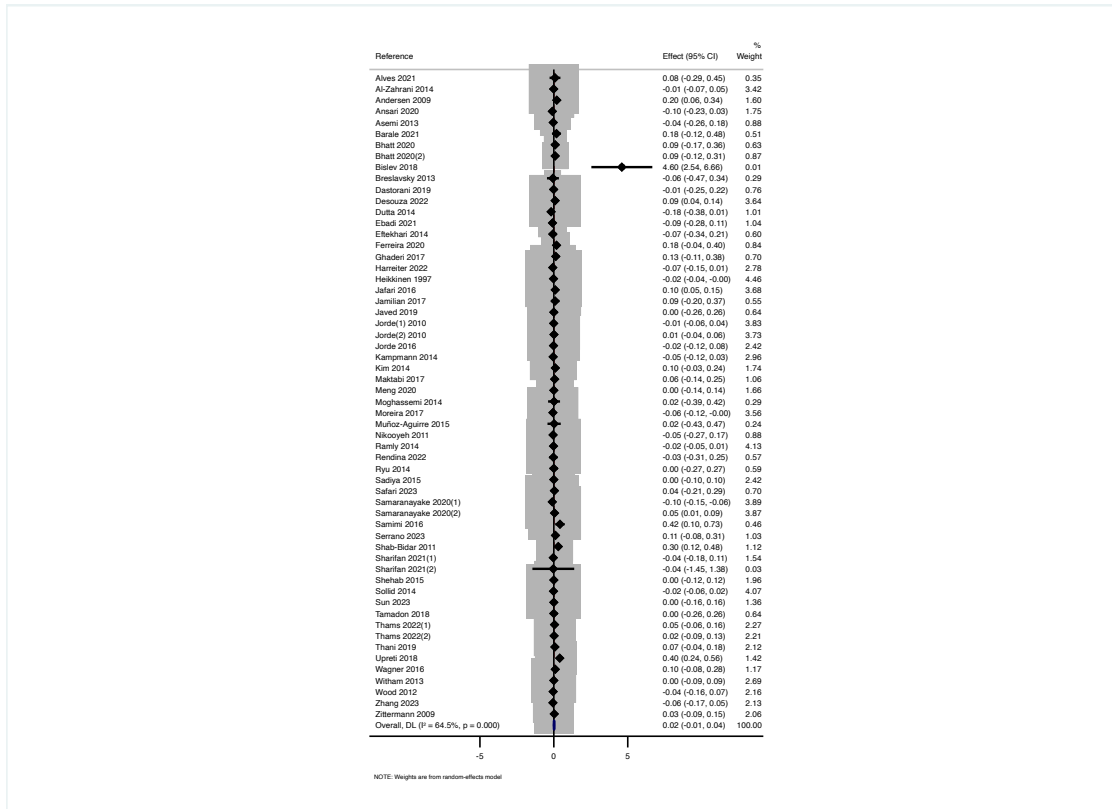 %
Reference Effect (95% CI) Weight
Alves 2021 0.08 (-0.29, 0.45) 0.35
Al-Zahrani 2014 -0.01 (-0.07, 0.05) 3.42
Andersen 2009 0.20 (0.06, 0.34) 1.60
Ansari 2020 -0.10 (-0.23, 0.03) 1.75
Asemi 2013 -0.04 (-0.26, 0.18) 0.88
Barale 2021 0.18 (-0.12, 0.48) 0.51
Bhatt 2020 0.09 (-0.17, 0.36) 0.63
Bhatt 2020(2) 0.09 (-0.12, 0.31) 0.87
Bislev 2018 4.60 (2.54, 6.66) 0.01
Breslavsky 2013 -0.06 (-0.47, 0.34) 0.29
Dastorani 2019 -0.01 (-0.25, 0.22) 0.76
Desouza 2022 0.09 (0.04, 0.14) 3.64
Dutta 2014 -0.18 (-0.38, 0.01) 1.01
Ebadi 2021 -0.09 (-0.28, 0.11) 1.04
Eftekhari 2014 -0.07 (-0.34, 0.21) 0.60
Ferreira 2020 0.18 (-0.04, 0.40) 0.84
Ghaderi 2017 0.13 (-0.11, 0.38) 0.70
Harreiter 2022 -0.07 (-0.15, 0.01) 2.78
Heikkinen 1997 -0.02 (-0.04, -0.00) 4.46
Jafari 2016 0.10 (0.05, 0.15) 3.68
Jamilian 2017 0.09 (-0.20, 0.37) 0.55
Javed 2019 0.00 (-0.26, 0.26) 0.64
Jorde(1) 2010 -0.01 (-0.06, 0.04) 3.83
Jorde(2) 2010 0.01 (-0.04, 0.06) 3.73
Jorde 2016 -0.02 (-0.12, 0.08) 2.42
Kampmann 2014 -0.05 (-0.12, 0.03) 2.96
Kim 2014 0.10 (-0.03, 0.24) 1.74
Maktabi 2017 0.06 (-0.14, 0.25) 1.06
Meng 2020 0.00 (-0.14, 0.14) 1.66
Moghassemi 2014 0.02 (-0.39, 0.42) 0.29
Moreira 2017 -0.06 (-0.12, -0.00) 3.56
Muñoz-Aguirre 2015 0.02 (-0.43, 0.47) 0.24
Nikooyeh 2011 -0.05 (-0.27, 0.17) 0.88
Ramly 2014 -0.02 (-0.05, 0.01) 4.13
Rendina 2022 -0.03 (-0.31, 0.25) 0.57
Ryu 2014 0.00 (-0.27, 0.27) 0.59
Sadiya 2015 0.00 (-0.10, 0.10) 2.42
Safari 2023 0.04 (-0.21, 0.29) 0.70
Samaranayake 2020(1) -0.10 (-0.15, -0.06) 3.89
Samaranayake 2020(2) 0.05 (0.01, 0.09) 3.87
Samimi 2016 0.42 (0.10, 0.73) 0.46
Serrano 2023 0.11 (-0.08, 0.31) 1.03
Shab-Bidar 2011 0.30 (0.12, 0.48) 1.12
Sharifan 2021(1) -0.04 (-0.18, 0.11) 1.54
Sharifan 2021(2) -0.04 (-1.45, 1.38) 0.03
Shehab 2015 0.00 (-0.12, 0.12) 1.96
Sollid 2014 -0.02 (-0.06, 0.02) 4.07
Sun 2023 0.00 (-0.16, 0.16) 1.36
Tamadon 2018 0.00 (-0.26, 0.26) 0.64
Thams 2022(1) 0.05 (-0.06, 0.16) 2.27
Thams 2022(2) 0.02 (-0.09, 0.13) 2.21
Thani 2019 0.07 (-0.04, 0.18) 2.12
Upreti 2018 0.40 (0.24, 0.56) 1.42
Wagner 2016 0.10 (-0.08, 0.28) 1.17
Witham 2013 0.00 (-0.09, 0.09) 2.69
Wood 2012 -0.04 (-0.16, 0.07) 2.16
Zhang 2023 -0.06 (-0.17, 0.05) 2.13
Zittermann 2009 0.03 (-0.09, 0.15) 2.06
Overall, DL (I² = 64.5%, p = 0.000) 0.02 (-0.01, 0.04) 100.00
-5 0 5
NOTE: Weights are from random-effects model